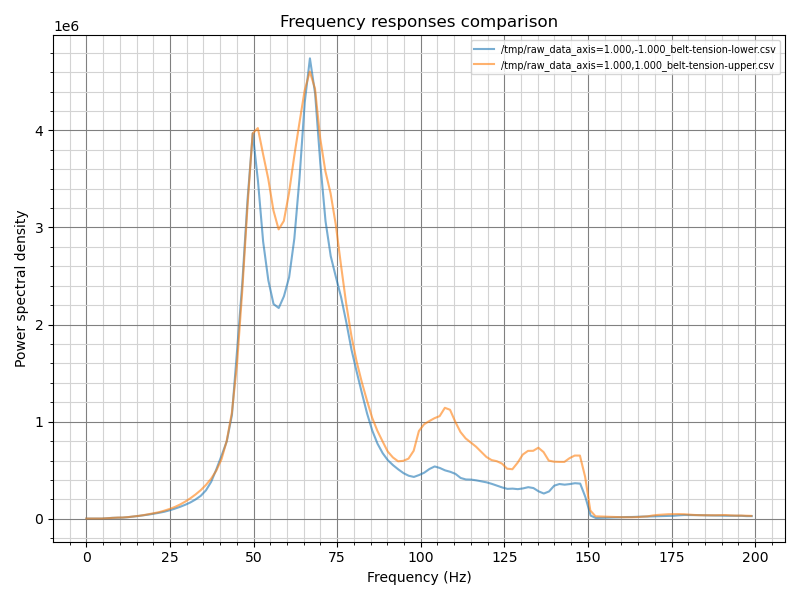 Frequency responses comparison
1e6
/tmp/raw_data_axis=1.000,-1.000_belt-tension-lower.csv
/tmp/raw_data_axis=1.000,1.000_belt-tension-upper.csv
Power spectral density
4
3
2
1
0
0 25 50 75 100 125 150 175 200
Frequency (Hz)